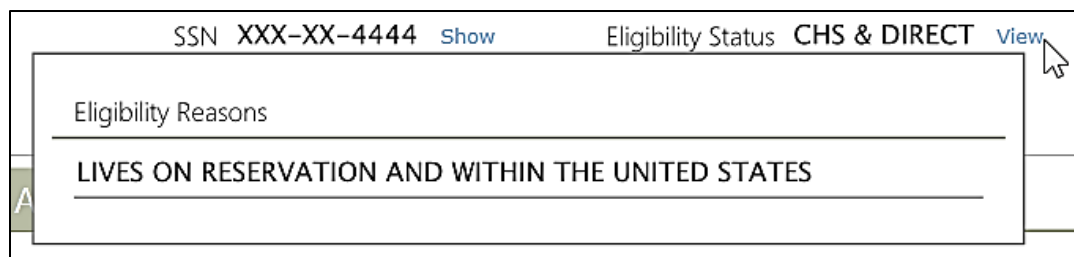 SSN XXX-XX-4444 Show Eligibility Status CHS & DIRECT View
Eligibility Reasons
LIVES ON RESERVATION AND WITHIN THE UNITED STATES
A